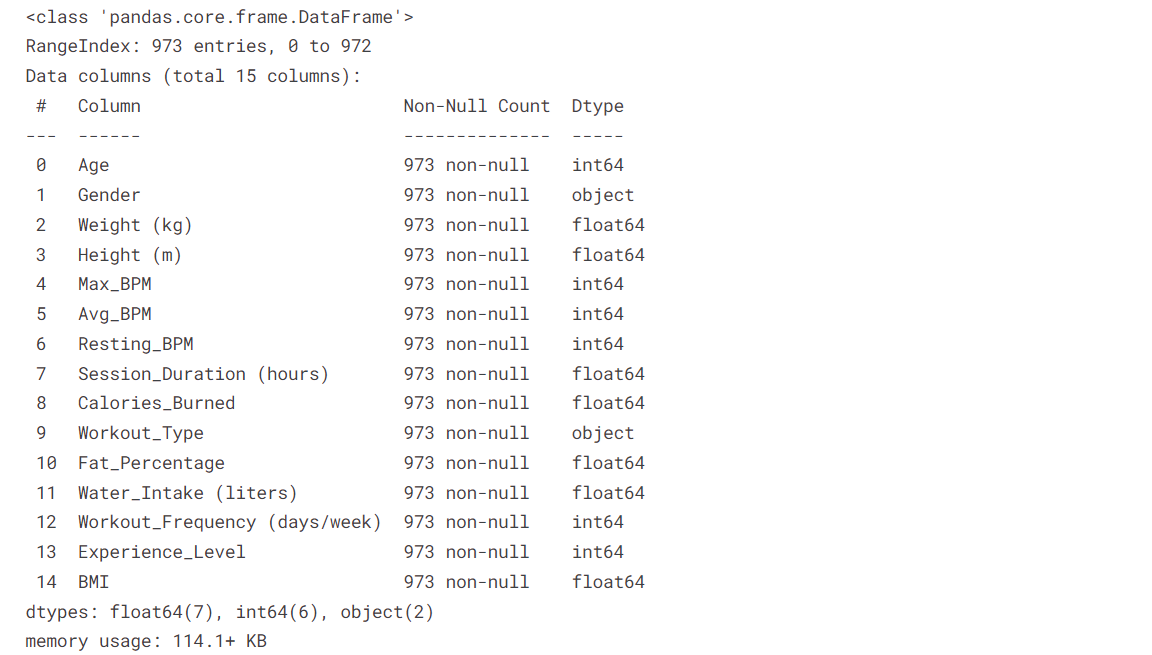 <class 'pandas.core.frame.DataFrame'>
RangeIndex: 973 entries, 0 to 972
Data columns (total 15 columns):
 #   Column                         Non-Null Count  Dtype
---  ------                         --------------  -----
 0   Age                            973 non-null    int64
 1   Gender                         973 non-null    object
 2   Weight (kg)                    973 non-null    float64
 3   Height (m)                     973 non-null    float64
 4   Max_BPM                        973 non-null    int64
 5   Avg_BPM                        973 non-null    int64
 6   Resting_BPM                    973 non-null    int64
 7   Session_Duration (hours)       973 non-null    float64
 8   Calories_Burned                973 non-null    float64
 9   Workout_Type                   973 non-null    object
 10  Fat_Percentage                 973 non-null    float64
 11  Water_Intake (liters)          973 non-null    float64
 12  Workout_Frequency (days/week)  973 non-null    int64
 13  Experience_Level               973 non-null    int64
 14  BMI                            973 non-null    float64
dtypes: float64(7), int64(6), object(2)
memory usage: 114.1+ KB